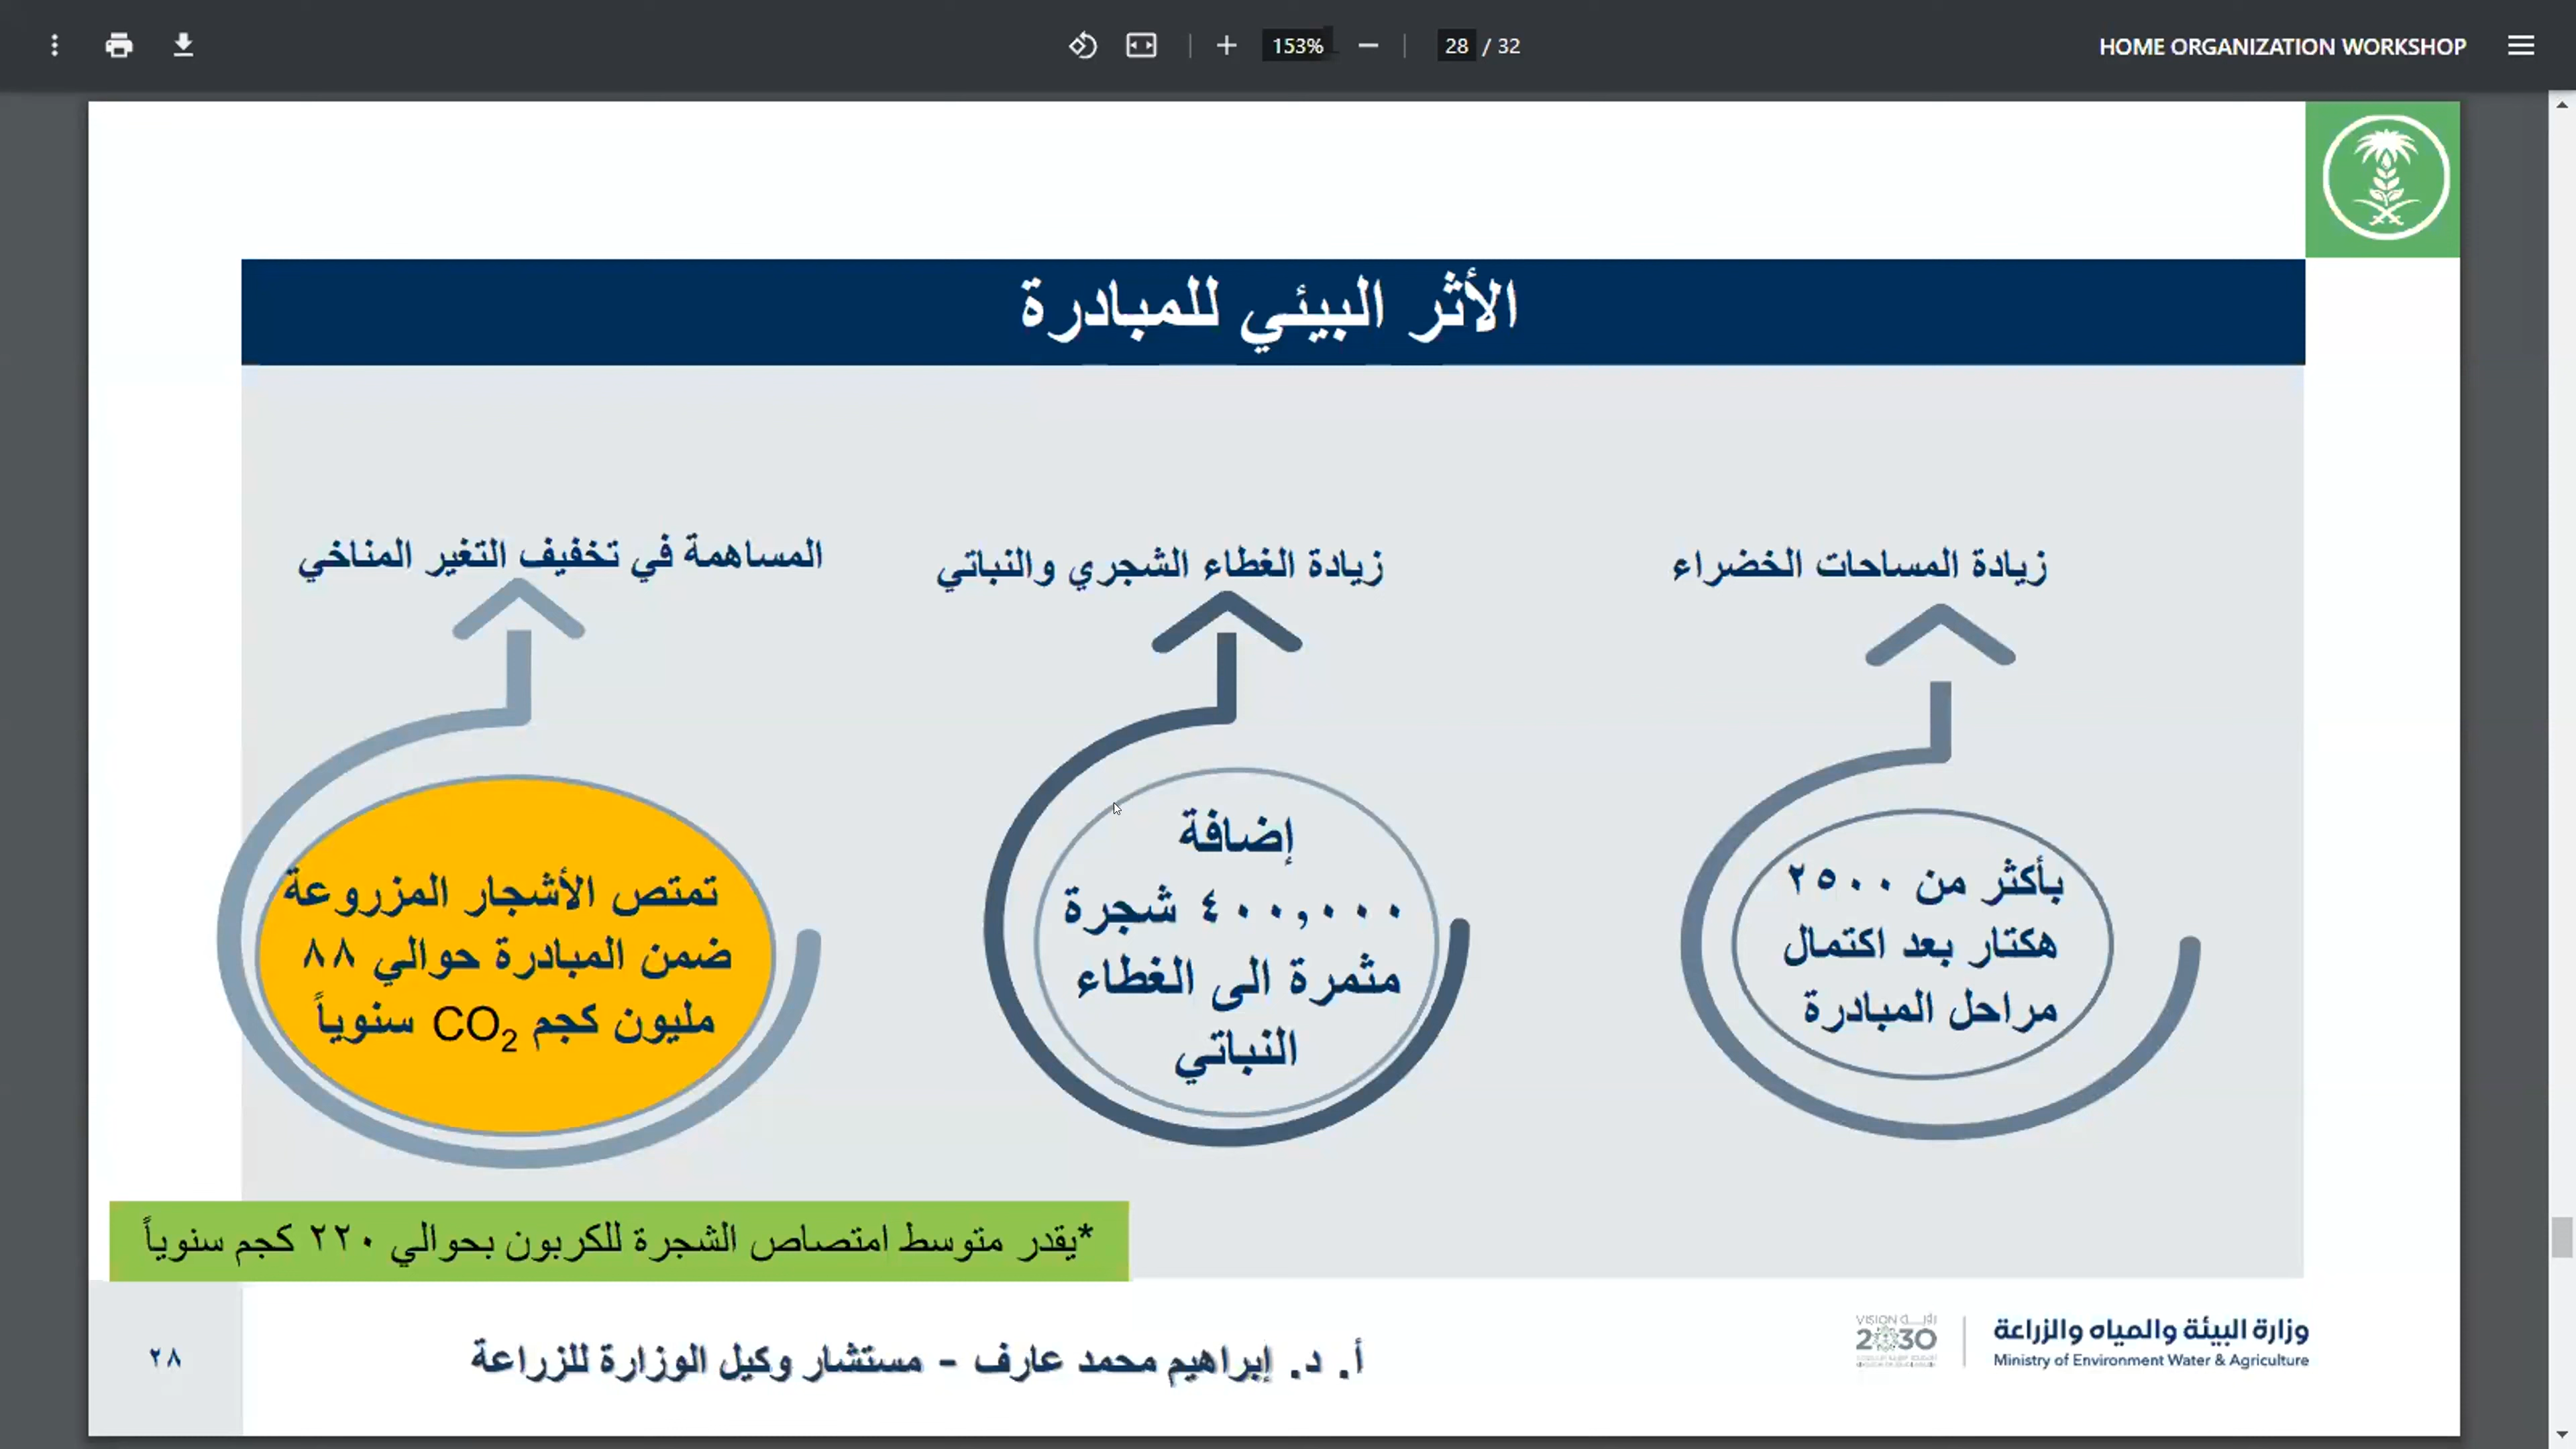 153%
28 / 32
HOME ORGANIZATION WORKSHOP
الأثر البيئي للمبادرة
زيادة المساحات الخضراء
بأكثر من ٢٥٠٠
هكتار بعد اكتمال
مراحل المبادرة
زيادة الغطاء الشجري والنباتي
إضافة
٤٠٠,٠٠٠ شجرة
مثمرة الى الغطاء
النباتي
المساهمة في تخفيف التغير المناخي
تمتص الأشجار المزروعة
ضمن المبادرة حوالي ٨٨
مليون كجم CO₂ سنوياً
*يقدر متوسط امتصاص الشجرة للكربون بحوالي ٢٢٠ كجم سنوياً
وزارة البيئة والمياه والزراعة
Ministry of Environment Water & Agriculture
VISION رؤيـــة
2030
أ. د. إبراهيم محمد عارف - مستشار وكيل الوزارة للزراعة
٢٨